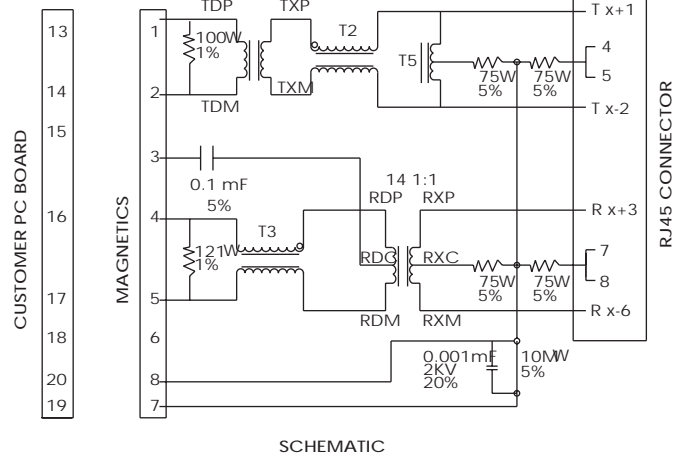 TDP TXP
T x+1
13 1 T2
100W
1%
T5
4
75W 75W
5% 5%
5
14 2
TXM
TDM
T x-2
15
3
0.1 mF
5%
14 1:1
RDP RXP
16 4
R x+3
T3
121W
1%
RDC RXC
7
75W 75W
5% 5%
8
17 5
RDM RXM
R x-6
18 6
0.001mF 10MW
2KV 5%
20%
20 8
19 7
CUSTOMER PC BOARD
MAGNETICS
RJ45 CONNECTOR
SCHEMATIC